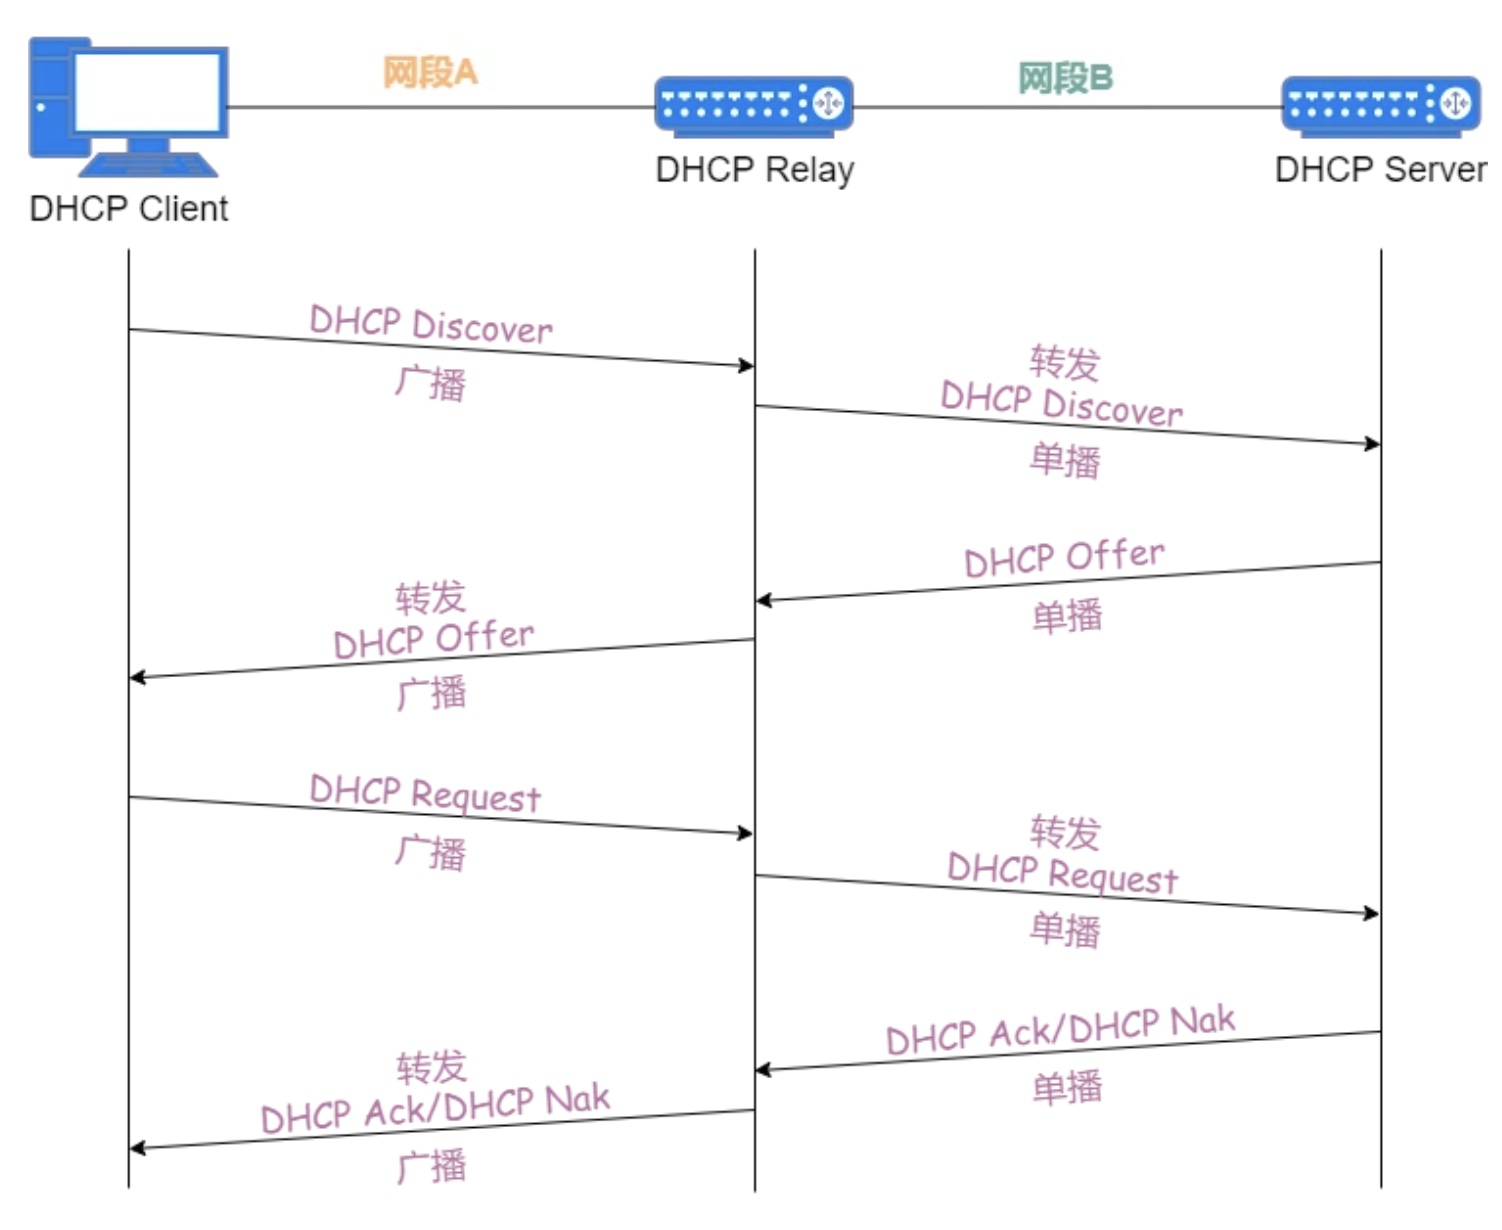 网段A
网段B
DHCP Client
DHCP Relay
DHCP Server
DHCP Discover
广播
转发
DHCP Discover
单播
DHCP Offer
单播
转发
DHCP Offer
广播
DHCP Request
广播
转发
DHCP Request
单播
DHCP Ack/DHCP Nak
单播
转发
DHCP Ack/DHCP Nak
广播